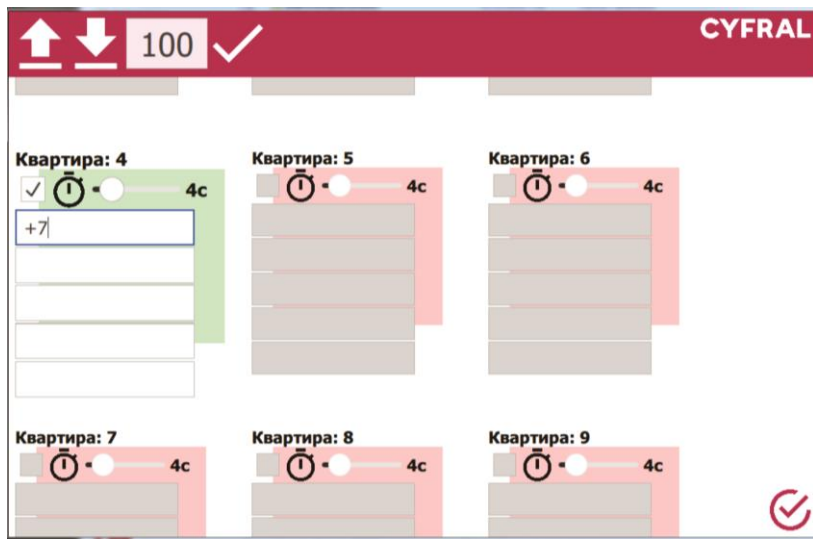 100
CYFRAL
Квартира: 4
4с
+7
Квартира: 5
4с
Квартира: 6
4с
Квартира: 7
4с
Квартира: 8
4с
Квартира: 9
4с